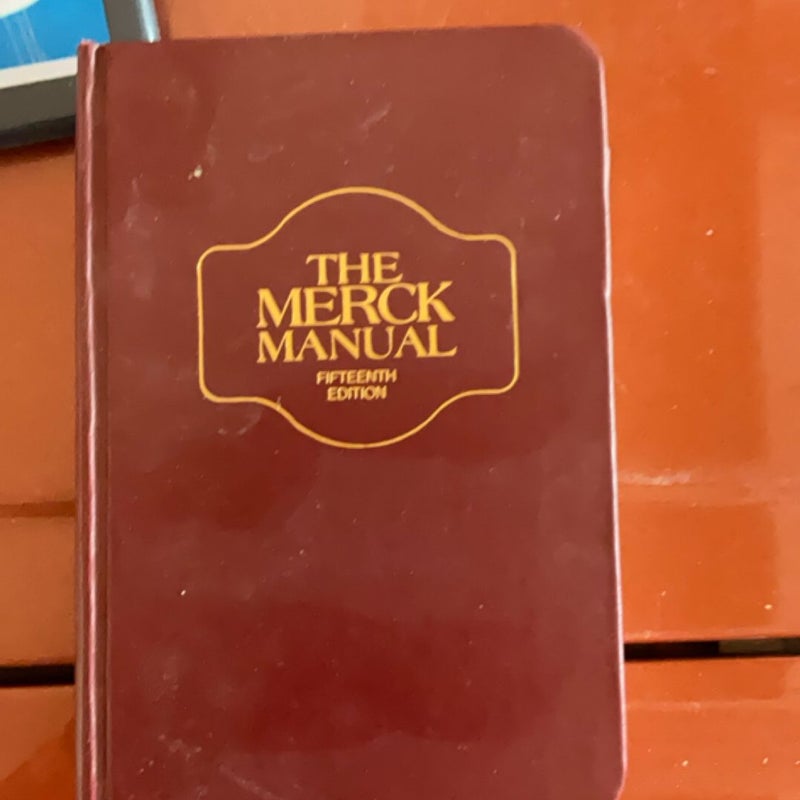 THE
MERCK
MANUAL
FIFTEENTH
EDITION